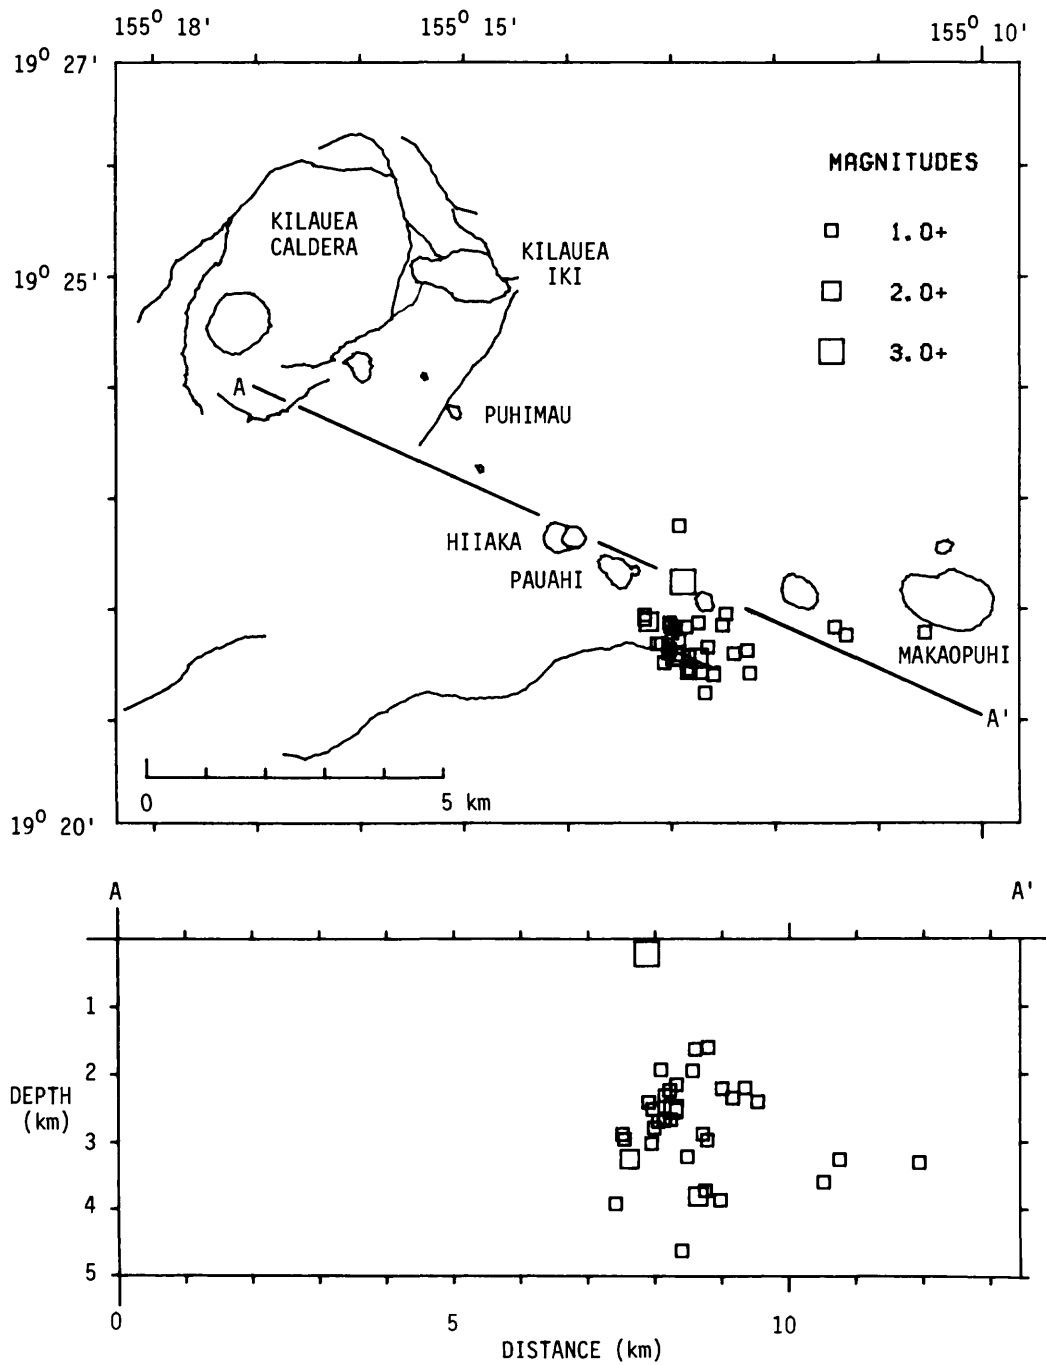 155° 18'
155° 15'
155° 10'
19° 27'
MAGNITUDES
1.0+
2.0+
3.0+
KILAUEA
CALDERA
KILAUEA
IKI
19° 25'
A
PUHIMAU
HIIAKA
PAUAHI
MAKAOPUHI
A'
0
5 km
19° 20'
A
A'
1
2
DEPTH
(km)
3
4
5
0
5
10
DISTANCE (km)